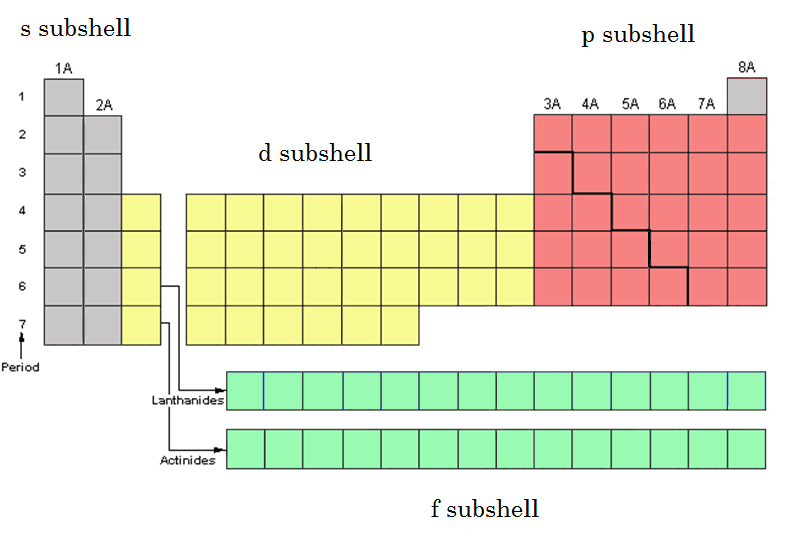 s subshell
p subshell
1A
8A
1
2A
3A 4A 5A 6A 7A
2
d subshell
3
4
5
6
7
Period
Lanthanides
Actinides
f subshell